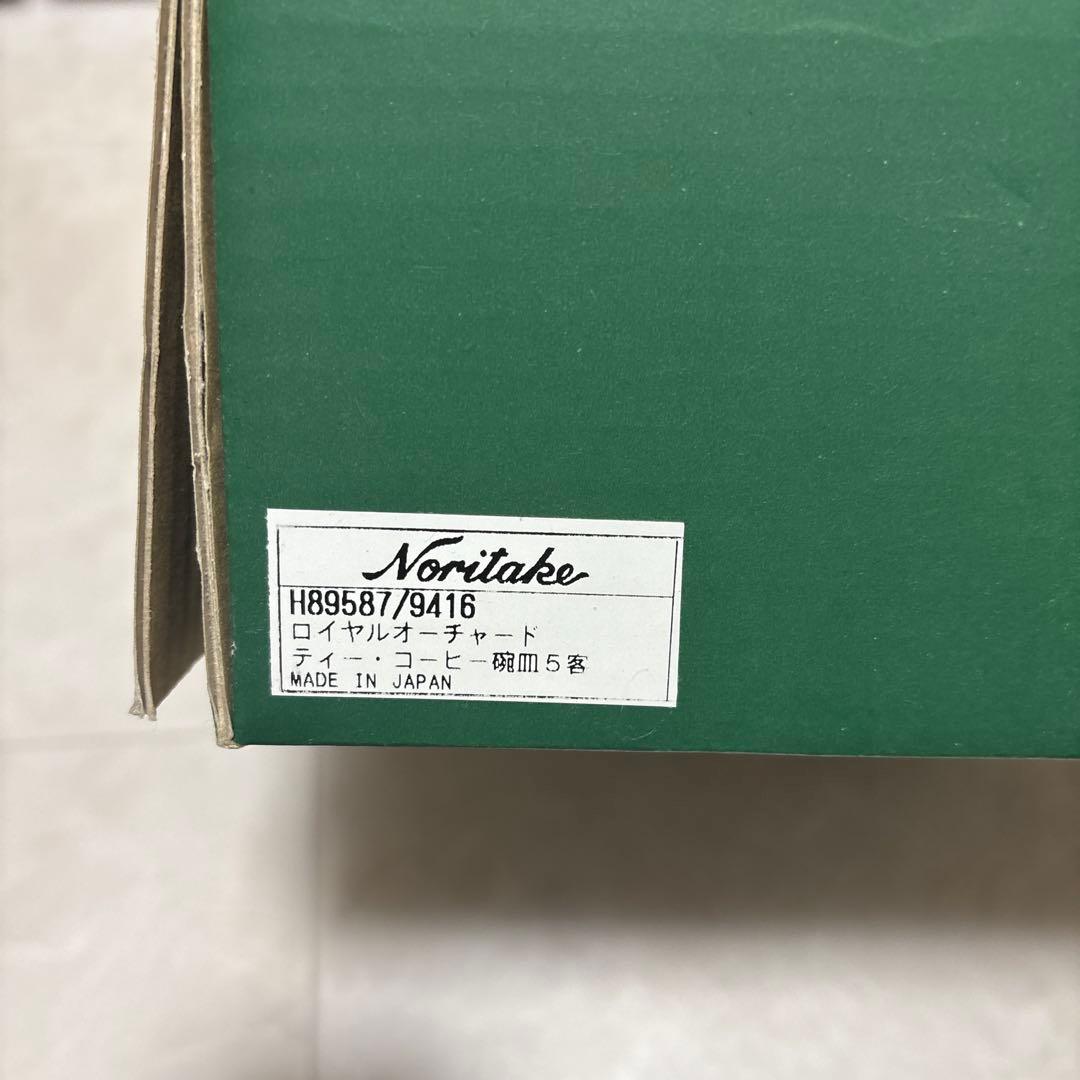 Noritake
H89587/9416
ロイヤルオーチャード
ティー・コーヒー碗皿5客
MADE IN JAPAN